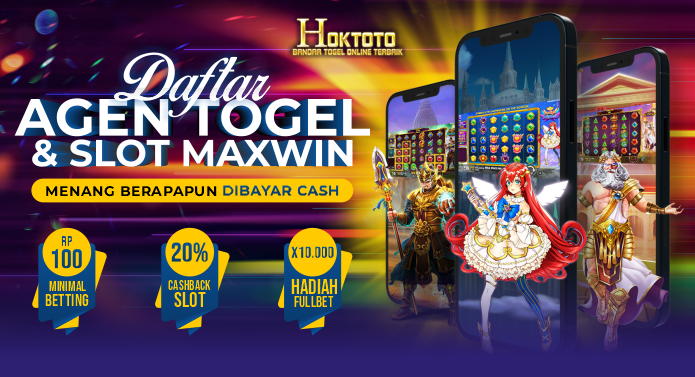 HOKTOTO
BANDAR TOGEL ONLINE TERBAIK
Daftar
AGEN TOGEL
& SLOT MAXWIN
MENANG BERAPAPUN DIBAYAR CASH
RP
100
MINIMAL
BETTING
20%
CASHBACK
SLOT
X10.000
HADIAH
FULLBET